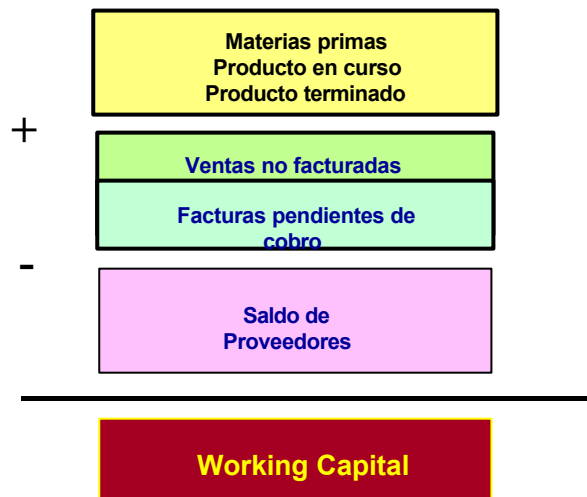 Materias primas
Producto en curso
Producto terminado
+
Ventas no facturadas
Facturas pendientes de
cobro
-
Saldo de
Proveedores
Working Capital